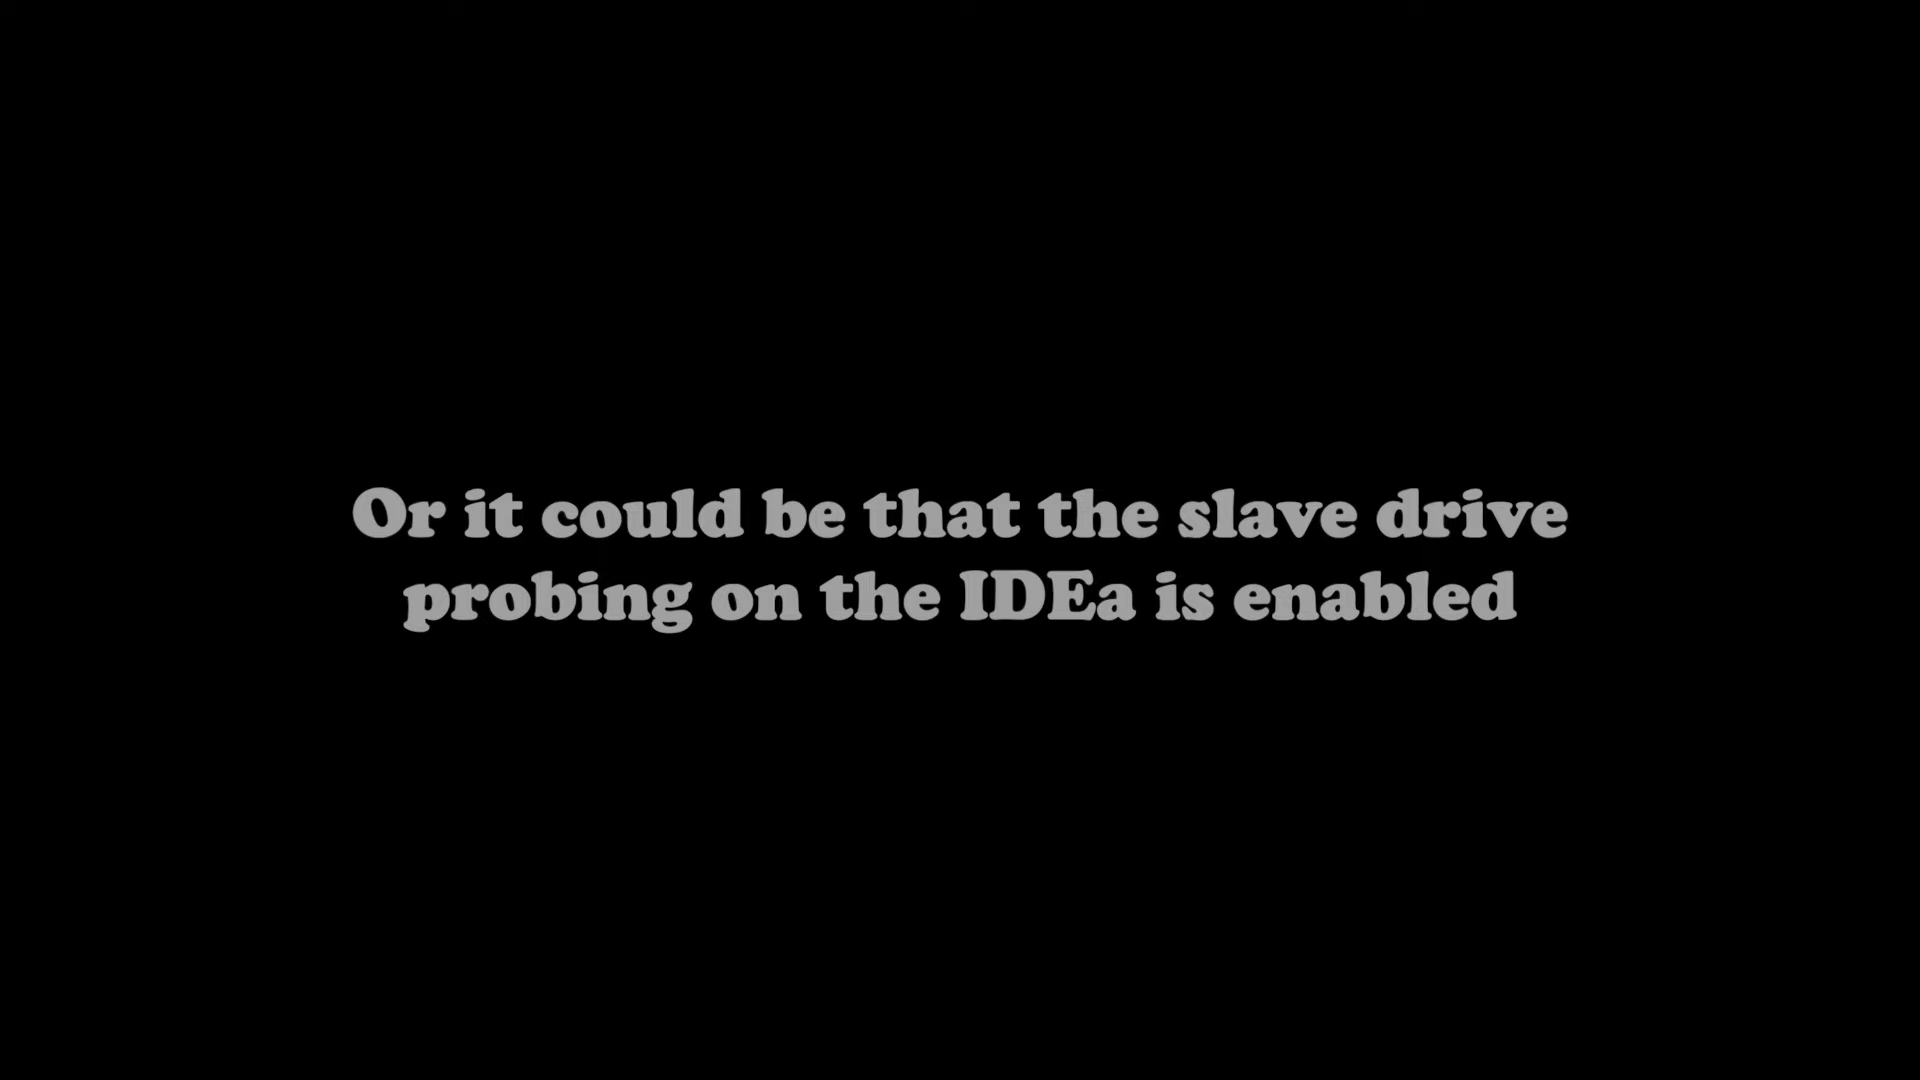 Or it could be that the slave drive
probing on the IDEa is enabled